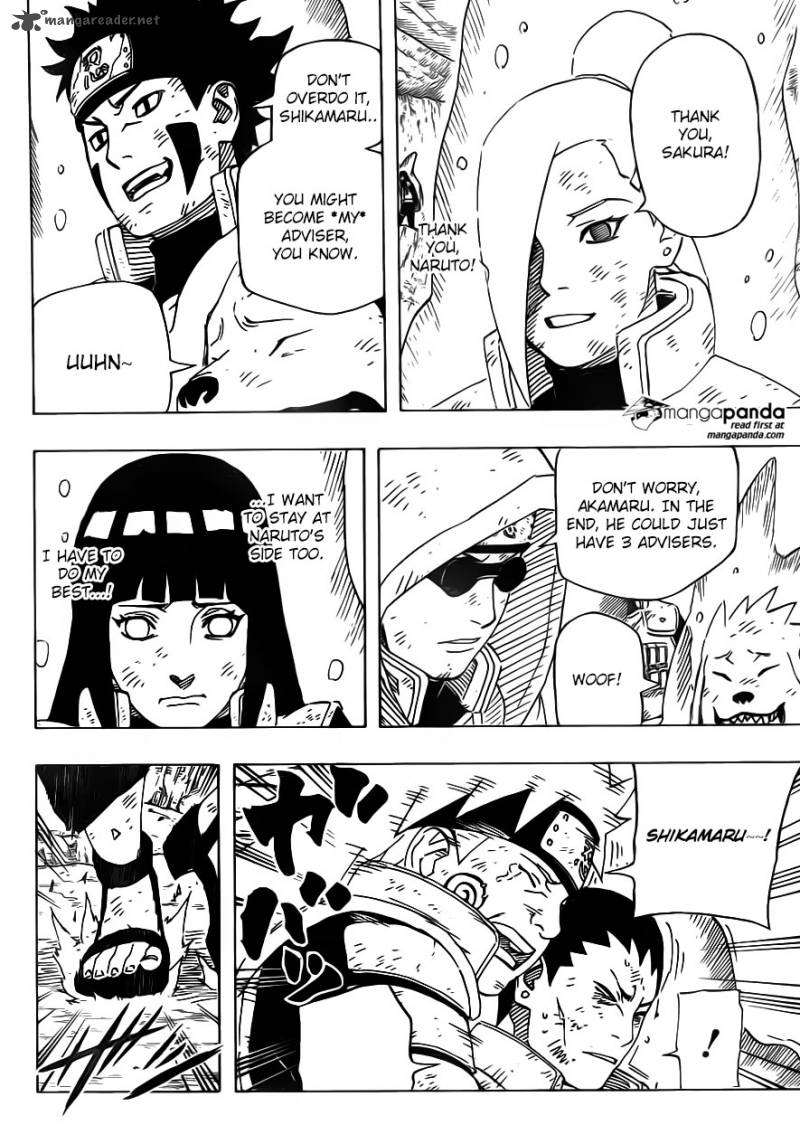 mangareader.net
THANK
YOU,
SAKURA!
THANK
YOU,
NARUTO!
DON'T
OVERDO IT,
SHIKAMARU..
YOU MIGHT
BECOME *MY*
ADVISER,
YOU KNOW.
UUHN~
mangapanda
read first at
mangapanda.com
DON'T WORRY,
AKAMARU. IN THE
END, HE COULD JUST
HAVE 3 ADVISERS.
WOOF!
...I WANT
TO STAY AT
NARUTO'S
SIDE TOO.
I HAVE TO
DO MY
BEST...!
SHIKAMARU~~!
!